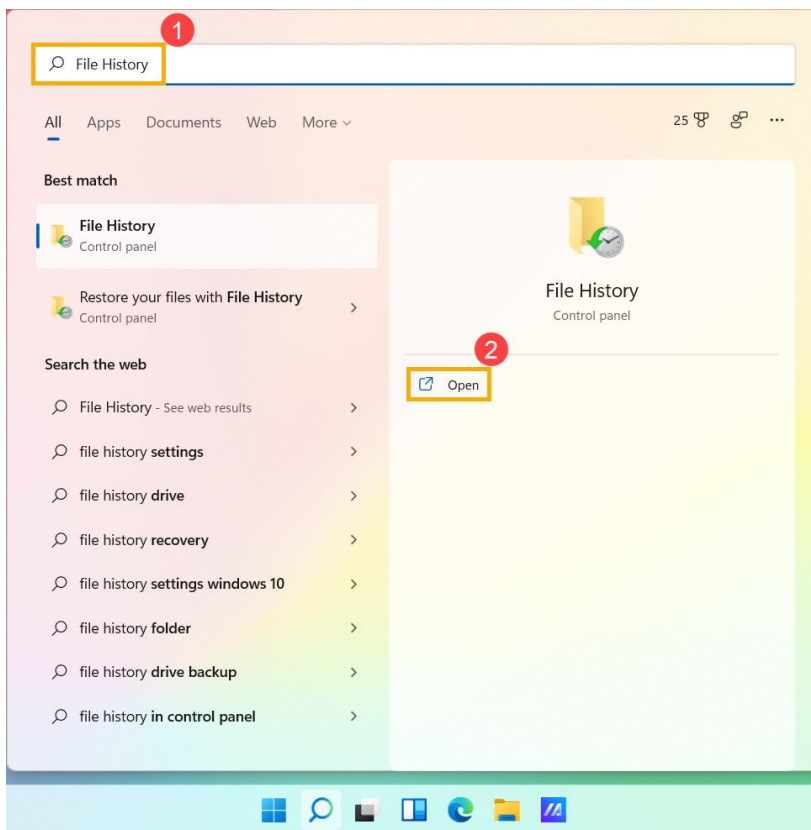 1
File History
All Apps Documents Web More
25
Best match
File History
Control panel
Restore your files with File History
Control panel
Search the web
File History - See web results
file history settings
file history drive
file history recovery
file history settings windows 10
file history folder
file history drive backup
file history in control panel
File History
Control panel
2
Open